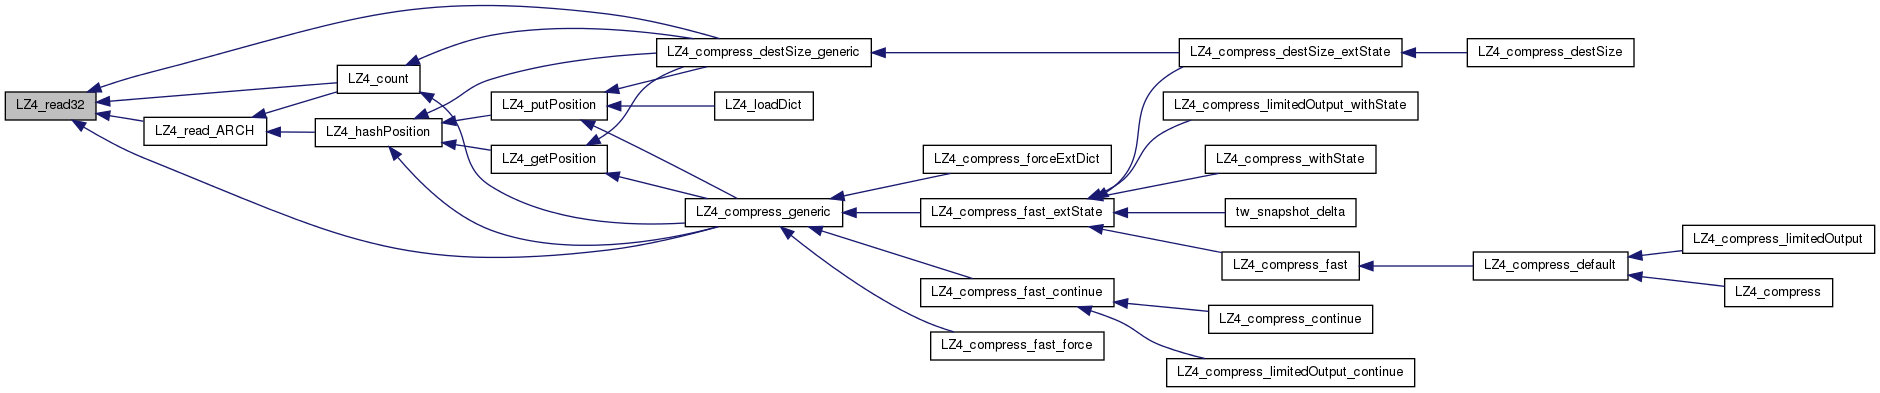 LZ4_read32
LZ4_count
LZ4_read_ARCH
LZ4_hashPosition
LZ4_compress_destSize_generic
LZ4_putPosition
LZ4_loadDict
LZ4_getPosition
LZ4_compress_generic
LZ4_compress_destSize_extState
LZ4_compress_destSize
LZ4_compress_limitedOutput_withState
LZ4_compress_forceExtDict
LZ4_compress_withState
LZ4_compress_fast_extState
tw_snapshot_delta
LZ4_compress_fast
LZ4_compress_default
LZ4_compress_limitedOutput
LZ4_compress
LZ4_compress_fast_continue
LZ4_compress_continue
LZ4_compress_fast_force
LZ4_compress_limitedOutput_continue